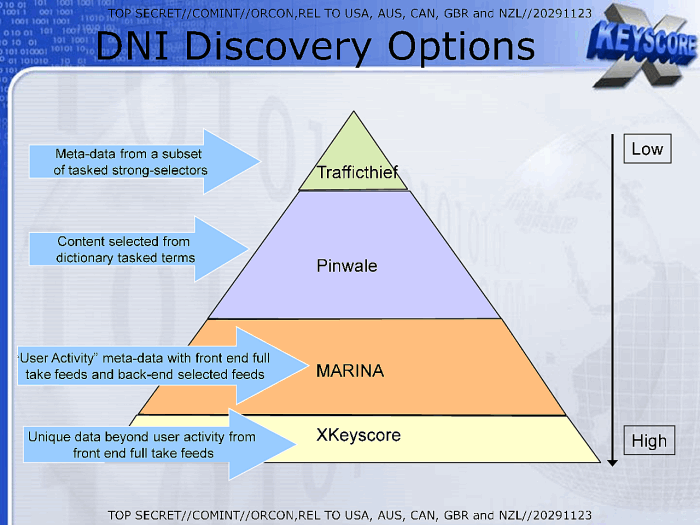 TOP SECRET//COMINT//ORCON,REL TO USA, AUS, CAN, GBR and NZL//20291123
DNI Discovery Options
KEYSCORE
X
Meta-data from a subset
of tasked strong-selectors
Trafficthief
Low
Content selected from
dictionary tasked terms
Pinwale
“User Activity” meta-data with front end full
take feeds and back-end selected feeds
MARINA
Unique data beyond user activity from
front end full take feeds
XKeyscore
High
TOP SECRET//COMINT//ORCON,REL TO USA, AUS, CAN, GBR and NZL//20291123